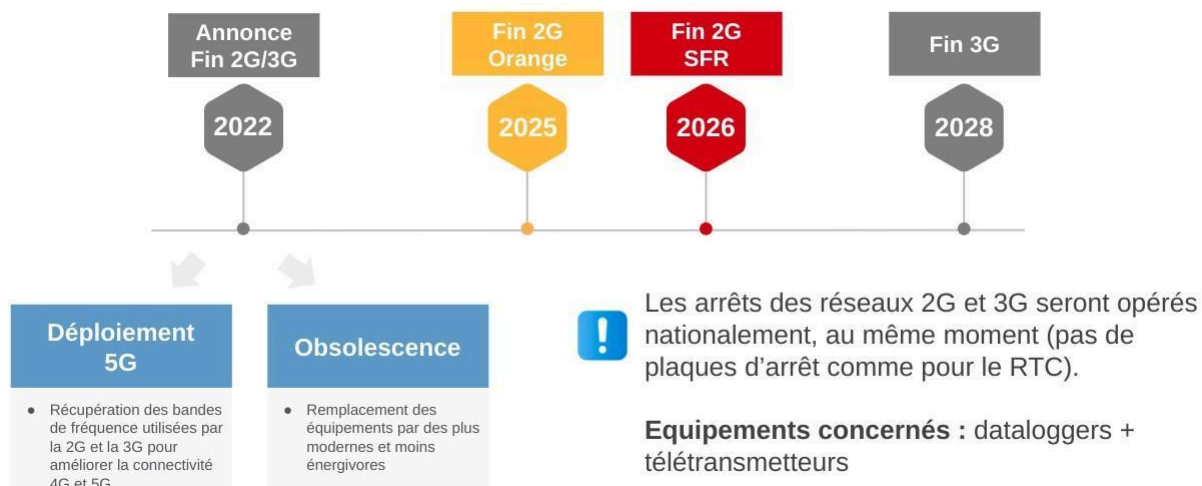 Annonce
Fin 2G/3G
Fin 2G
Orange
Fin 2G
SFR
Fin 3G
2022
2025
2026
2028
Déploiement
5G
● Récupération des bandes
de fréquence utilisées par
la 2G et la 3G pour
améliorer la connectivité
4G et 5G
Obsolescence
● Remplacement des
équipements par des plus
modernes et moins
énergivores
!
Les arrêts des réseaux 2G et 3G seront opérés
nationalement, au même moment (pas de
plaques d’arrêt comme pour le RTC).
Equipements concernés : dataloggers +
télétransmetteurs